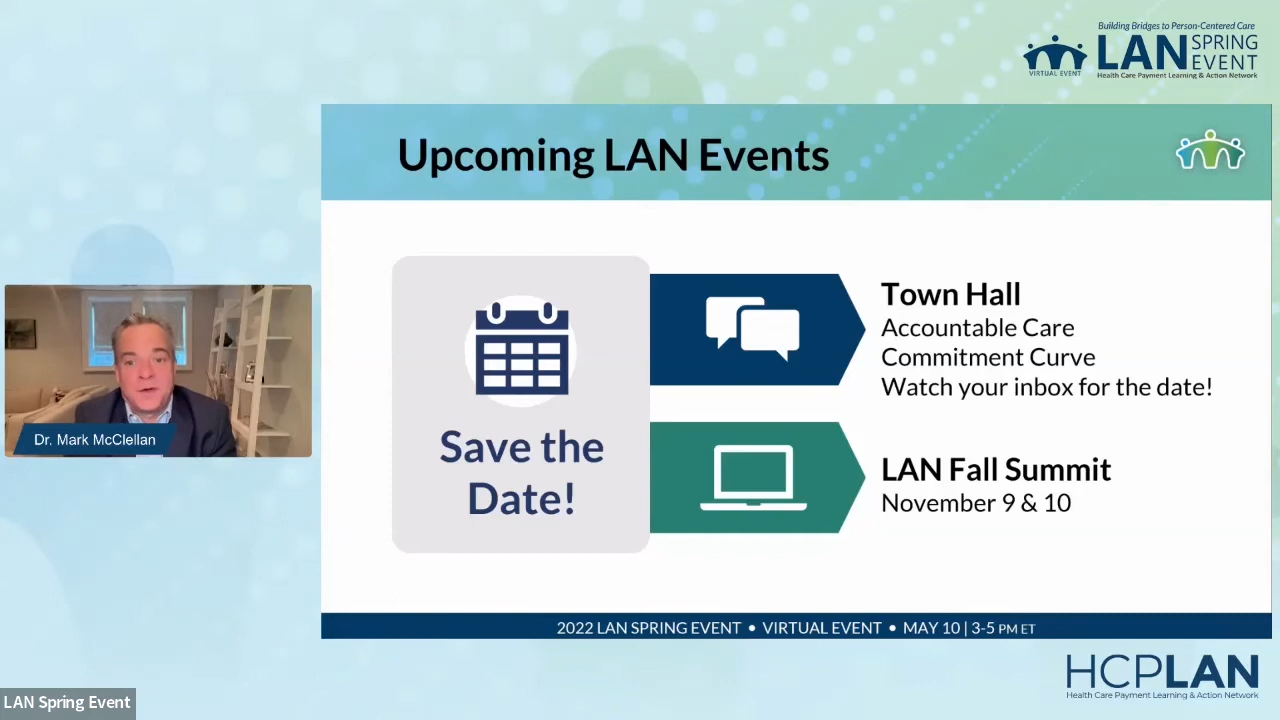 Building Bridges to Person-Centered Care
LAN SPRING EVENT
VIRTUAL EVENT
Health Care Payment Learning & Action Network
Upcoming LAN Events
Save the
Date!
Town Hall
Accountable Care
Commitment Curve
Watch your inbox for the date!
LAN Fall Summit
November 9 & 10
Dr. Mark McClellan
2022 LAN SPRING EVENT • VIRTUAL EVENT • MAY 10 | 3-5 PM ET
HCPLAN
Health Care Payment Learning & Action Network
LAN Spring Event